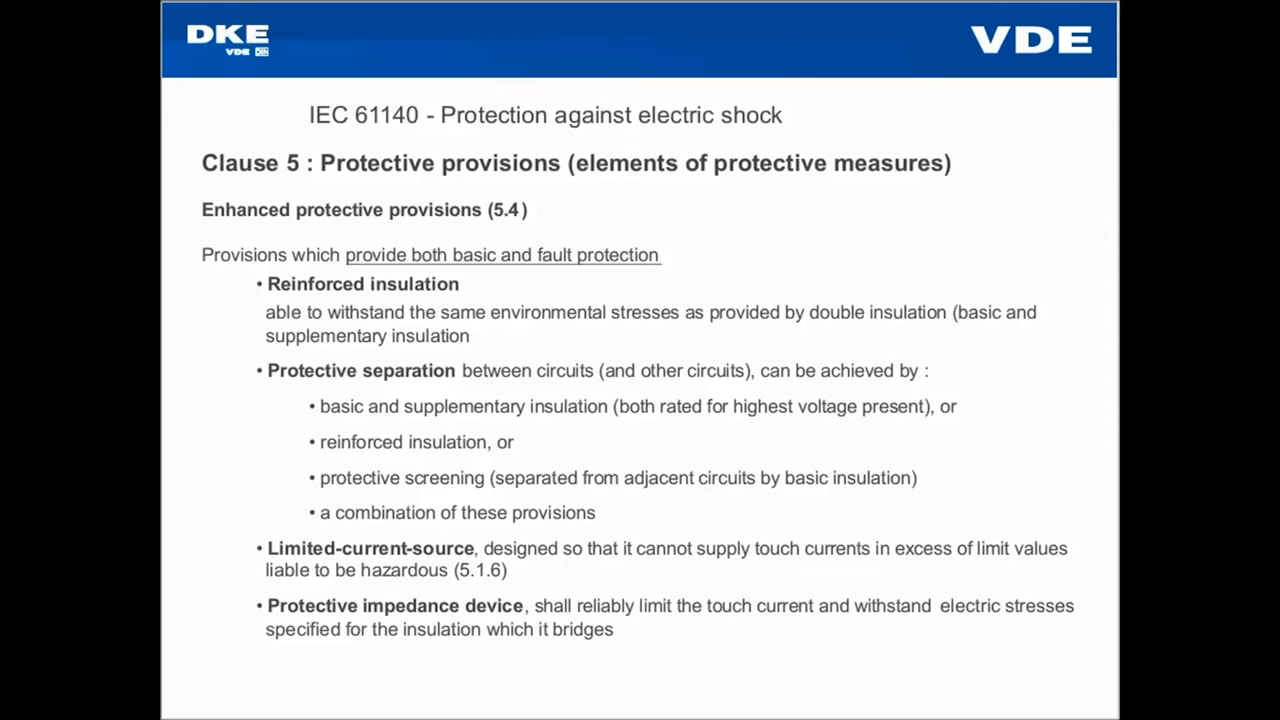 DKE
VDE DIN
VDE
IEC 61140 - Protection against electric shock
Clause 5 : Protective provisions (elements of protective measures)
Enhanced protective provisions (5.4)
Provisions which provide both basic and fault protection
• Reinforced insulation
able to withstand the same environmental stresses as provided by double insulation (basic and
supplementary insulation
• Protective separation between circuits (and other circuits), can be achieved by :
• basic and supplementary insulation (both rated for highest voltage present), or
• reinforced insulation, or
• protective screening (separated from adjacent circuits by basic insulation)
• a combination of these provisions
• Limited-current-source, designed so that it cannot supply touch currents in excess of limit values
liable to be hazardous (5.1.6)
• Protective impedance device, shall reliably limit the touch current and withstand electric stresses
specified for the insulation which it bridges